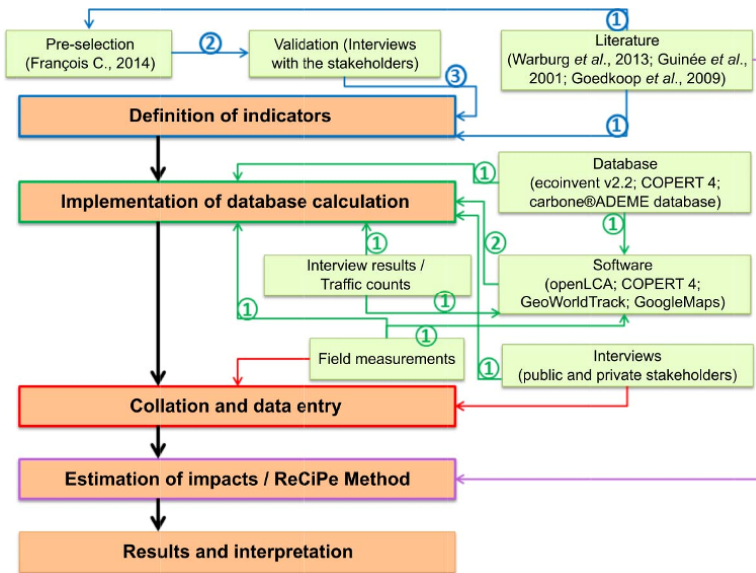 ①
Pre-selection
(François C., 2014)
②
Validation (Interviews
with the stakeholders)
Literature
(Warburg et al., 2013; Guinée et al.,
2001; Goedkoop et al., 2009)
③
①
Definition of indicators
①
Database
(ecoinvent v2.2; COPERT 4;
carbone®ADEME database)
Implementation of database calculation
①
②
①
Interview results /
Traffic counts
Software
(openLCA; COPERT 4;
GeoWorldTrack; GoogleMaps)
①
①
①
Field measurements
①
Interviews
(public and private stakeholders)
Collation and data entry
Estimation of impacts / ReCiPe Method
Results and interpretation